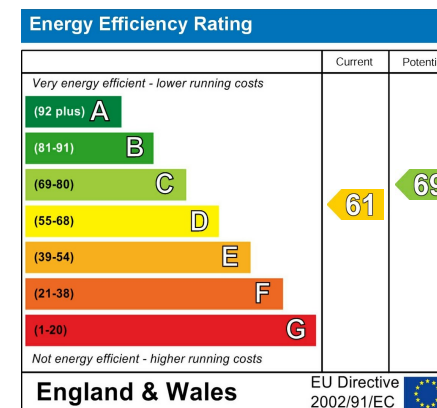 Energy Efficiency Rating
Current Potenti
Very energy efficient - lower running costs
(92 plus) A
(81-91) B
(69-80) C
(55-68) D
(39-54) E
(21-38) F
(1-20) G
61
69
Not energy efficient - higher running costs
England & Wales
EU Directive
2002/91/EC